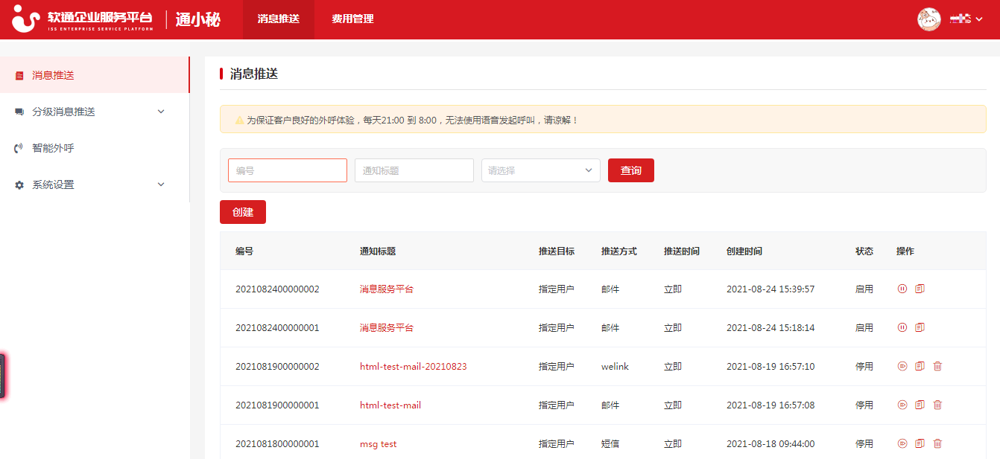 软通企业服务平台 通小秘 消息推送 费用管理
ISS ENTERPRISE SERVICE PLATFORM
消息推送
分级消息推送
智能外呼
系统设置
消息推送
为保证客户良好的外呼体验，每天21:00 到 8:00，无法使用语音发起呼叫，请谅解！
编号 通知标题 请选择 查询
创建
编号 通知标题 推送目标 推送方式 推送时间 创建时间 状态 操作
2021082400000002 消息服务平台 指定用户 邮件 立即 2021-08-24 15:39:57 启用
2021082400000001 消息服务平台 指定用户 邮件 立即 2021-08-24 15:18:14 启用
2021081900000002 html-test-mail-20210823 指定用户 welink 立即 2021-08-19 16:57:10 停用
2021081900000001 html-test-mail 指定用户 邮件 立即 2021-08-19 16:57:08 停用
2021081800000001 msg test 指定用户 短信 立即 2021-08-18 09:44:00 停用